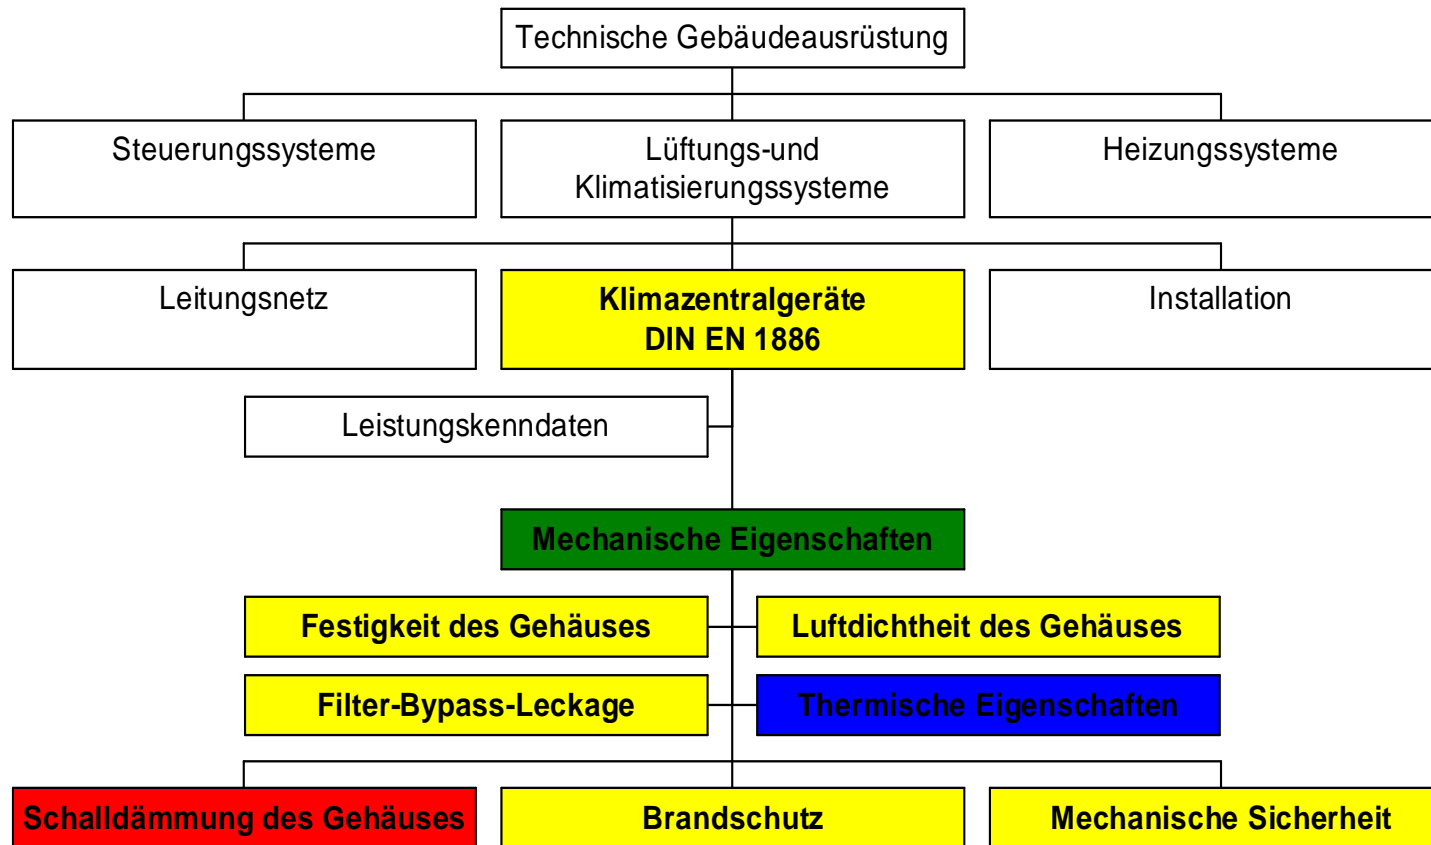 Technische Gebäudeausrüstung
Steuerungssysteme
Lüftungs-und
Klimatisierungssysteme
Heizungssysteme
Leitungsnetz
Klimazentralgeräte
DIN EN 1886
Installation
Leistungskenndaten
Mechanische Eigenschaften
Festigkeit des Gehäuses
Luftdichtheit des Gehäuses
Filter-Bypass-Leckage
Thermische Eigenschaften
Schalldämmung des Gehäuses
Brandschutz
Mechanische Sicherheit